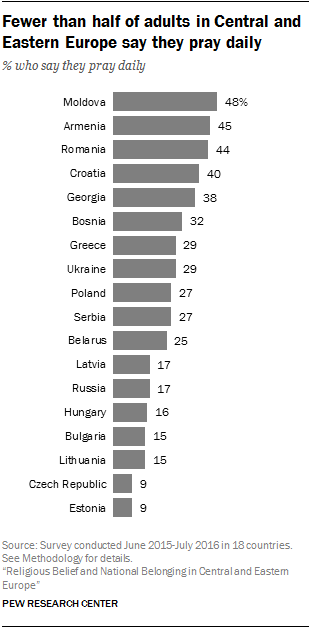 Fewer than half of adults in Central and
Eastern Europe say they pray daily
% who say they pray daily
Moldova 48%
Armenia 45
Romania 44
Croatia 40
Georgia 38
Bosnia 32
Greece 29
Ukraine 29
Poland 27
Serbia 27
Belarus 25
Latvia 17
Russia 17
Hungary 16
Bulgaria 15
Lithuania 15
Czech Republic 9
Estonia 9
Source: Survey conducted June 2015-July 2016 in 18 countries.
See Methodology for details.
“Religious Belief and National Belonging in Central and Eastern
Europe”
PEW RESEARCH CENTER